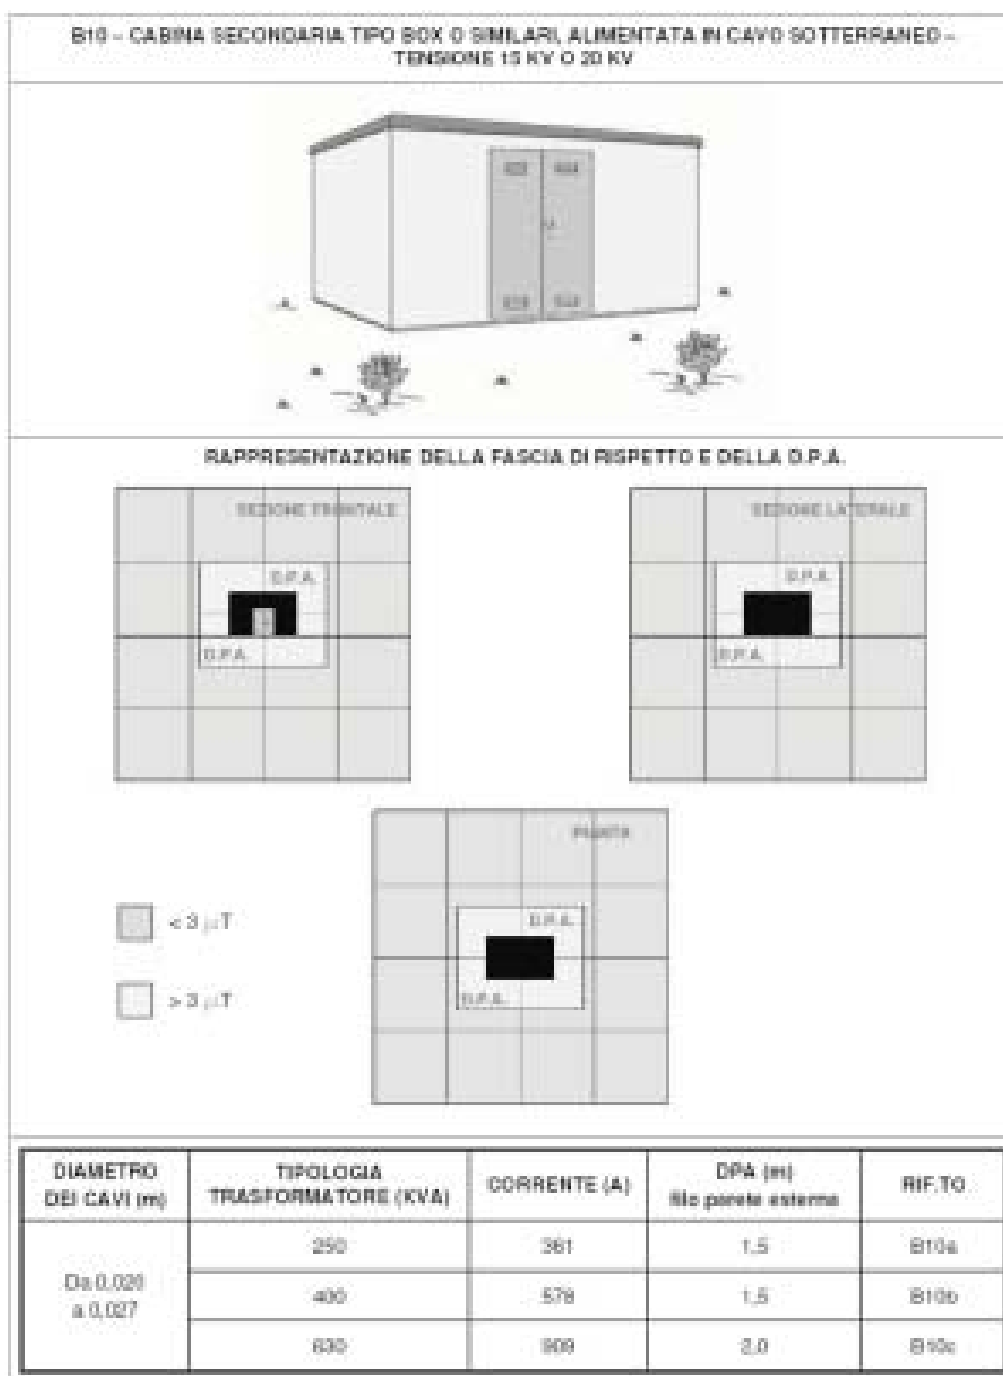 B10 – CABINA SECONDARIA TIPO BOX O SIMILARI, ALIMENTATA IN CAVO SOTTERRANEO –
TENSIONE 15 KV O 20 KV
RAPPRESENTAZIONE DELLA FASCIA DI RISPETTO E DELLA D.P.A.
SEZIONE FRONTALE
D.P.A.
D.P.A.
SEZIONE LATERALE
D.P.A.
D.P.A.
PIANTA
D.P.A.
D.P.A.
< 3 μT
> 3 μT
DIAMETRO DEI CAVI (m)
TIPOLOGIA TRASFORMATORE (KVA)
CORRENTE (A)
DPA (m) filo parete esterna
RIF.TO
Da 0,020 a 0,027
250 361 1,5 B10a
400 578 1,5 B10b
630 909 2,0 B10c